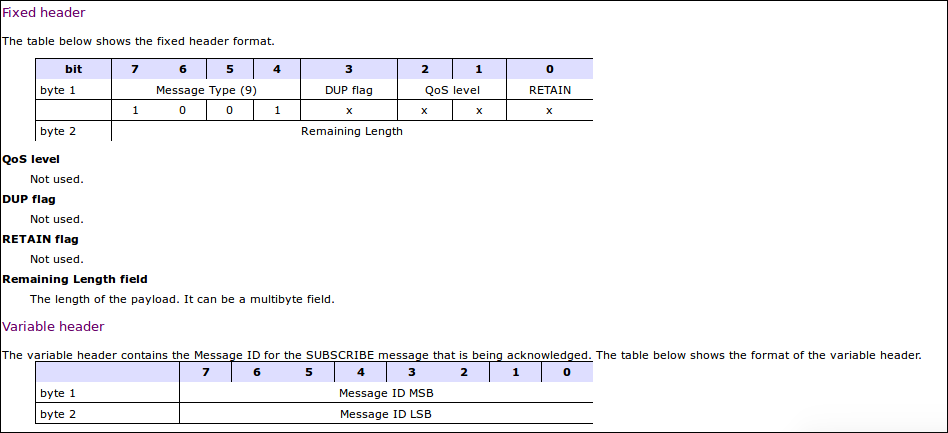 Fixed header
The table below shows the fixed header format.
bit 7 6 5 4 3 2 1 0
byte 1 Message Type (9) DUP flag QoS level RETAIN
1 0 0 1 x x x x
byte 2 Remaining Length
QoS level
Not used.
DUP flag
Not used.
RETAIN flag
Not used.
Remaining Length field
The length of the payload. It can be a multibyte field.
Variable header
The variable header contains the Message ID for the SUBSCRIBE message that is being acknowledged. The table below shows the format of the variable header.
7 6 5 4 3 2 1 0
byte 1 Message ID MSB
byte 2 Message ID LSB